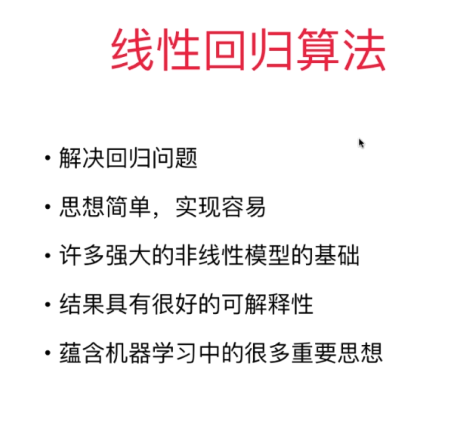 线性回归算法
• 解决回归问题
• 思想简单，实现容易
• 许多强大的非线性模型的基础
• 结果具有很好的可解释性
• 蕴含机器学习中的很多重要思想